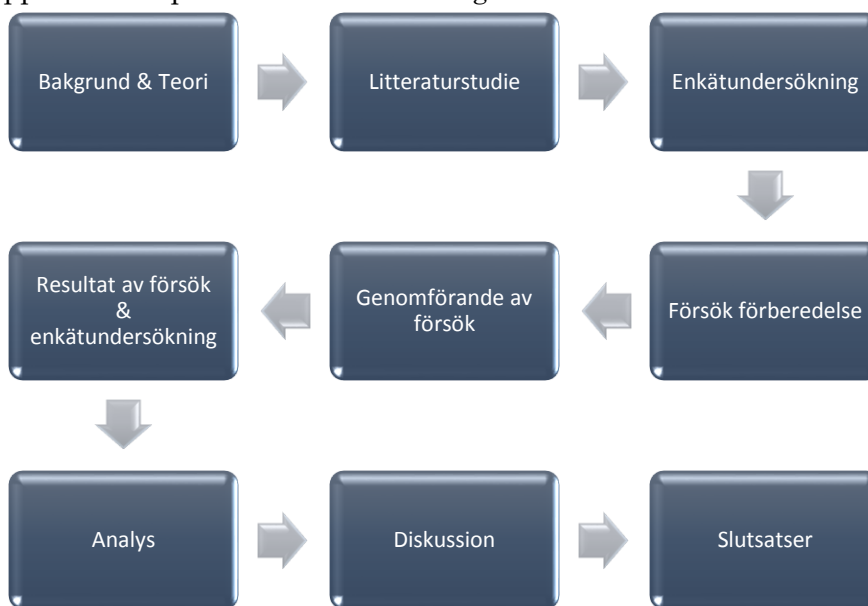 Bakgrund & Teori
Litteraturstudie
Enkätundersökning
Försök förberedelse
Genomförande av
försök
Resultat av försök
&
enkätundersökning
Analys
Diskussion
Slutsatser